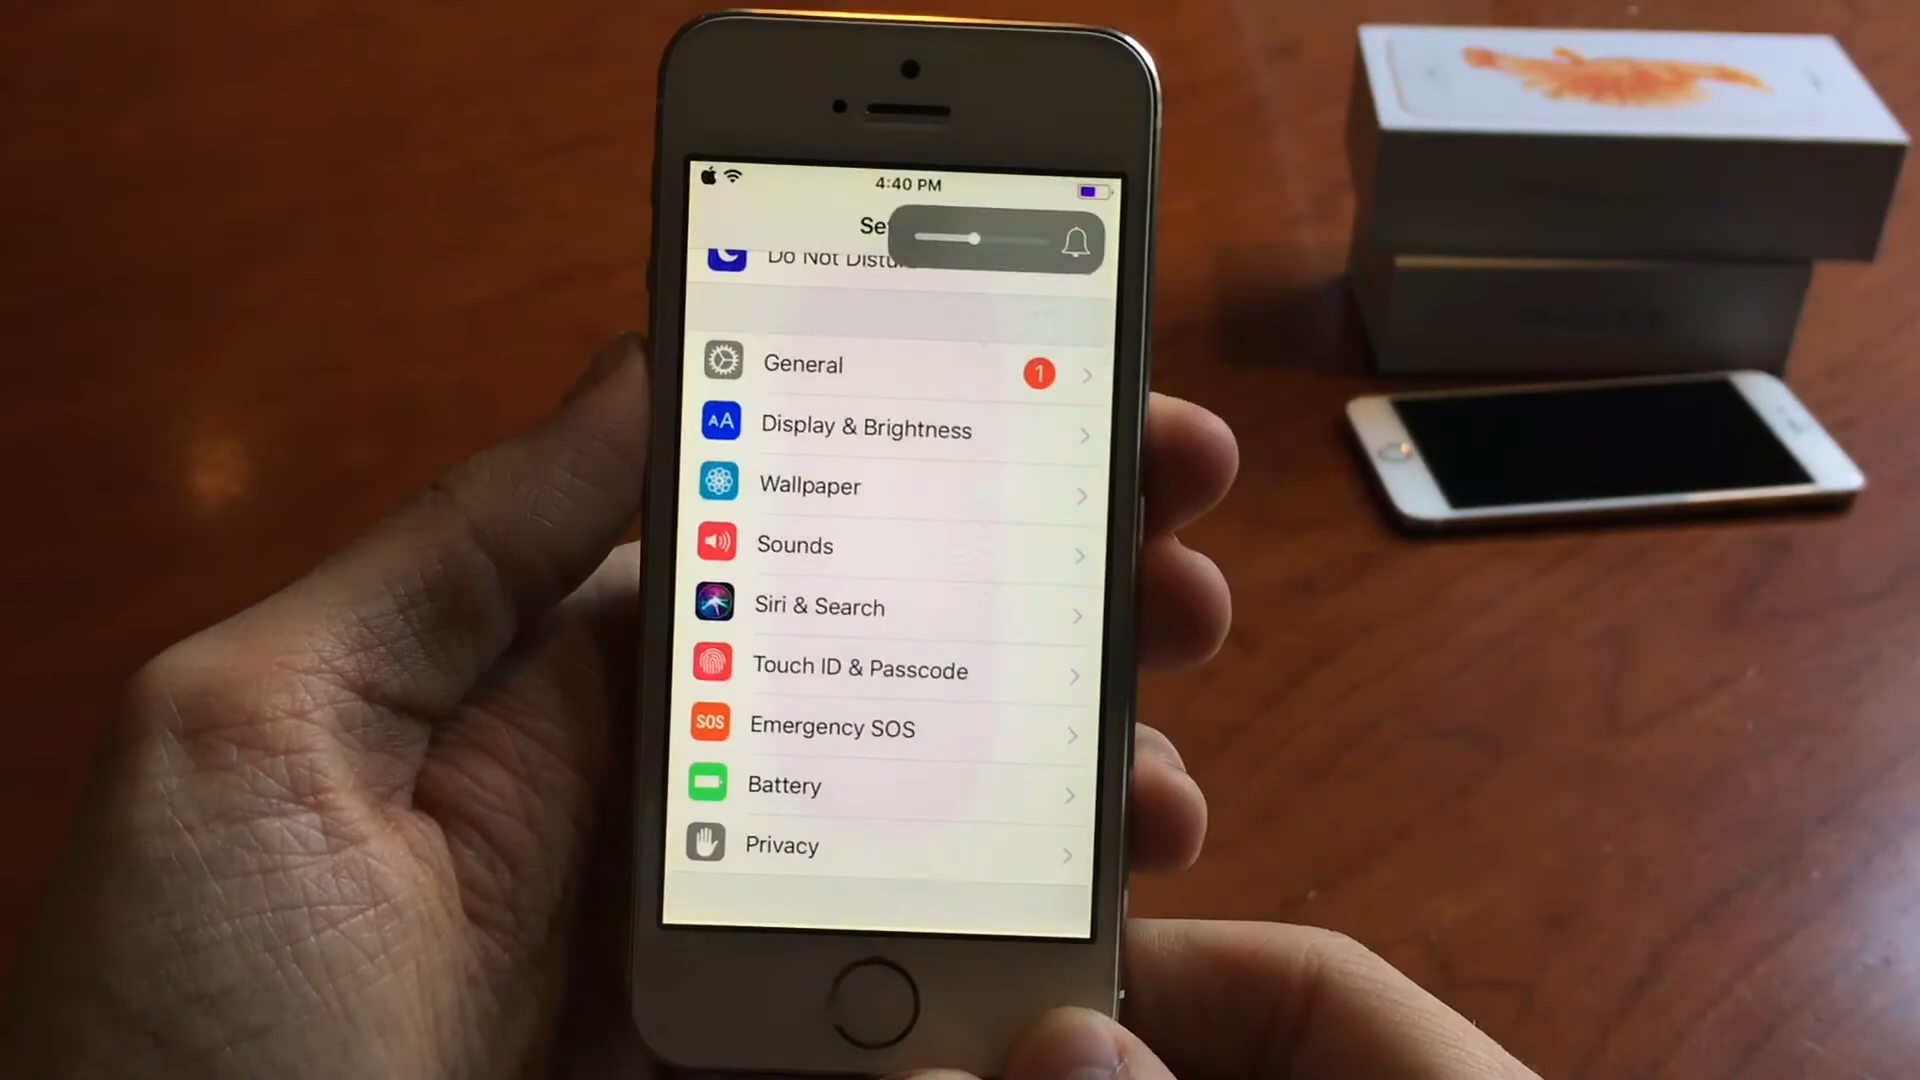 4:40 PM
Se
Do Not Distu
General
1
Display & Brightness
AA
Wallpaper
Sounds
Siri & Search
Touch ID & Passcode
SOS
Emergency SOS
Battery
Privacy